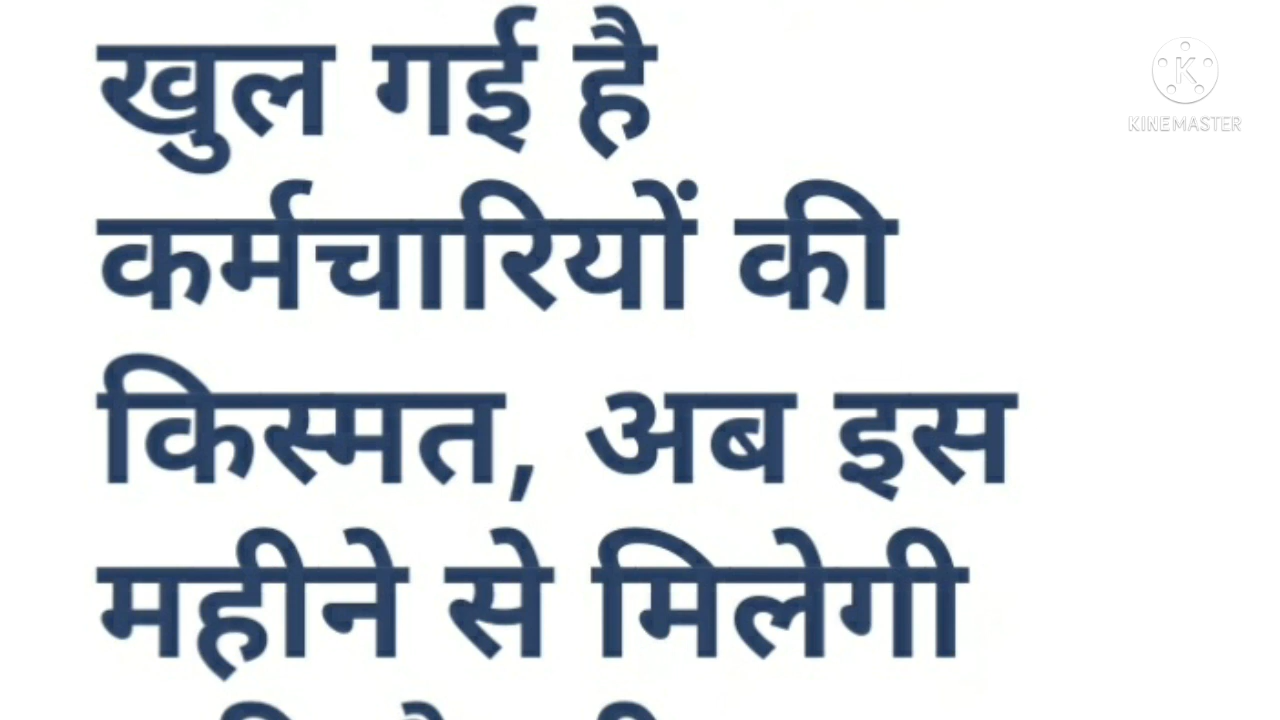 खुल गई है
कर्मचारियों की
किस्मत, अब इस
महीने से मिलेगी
KINEMASTER